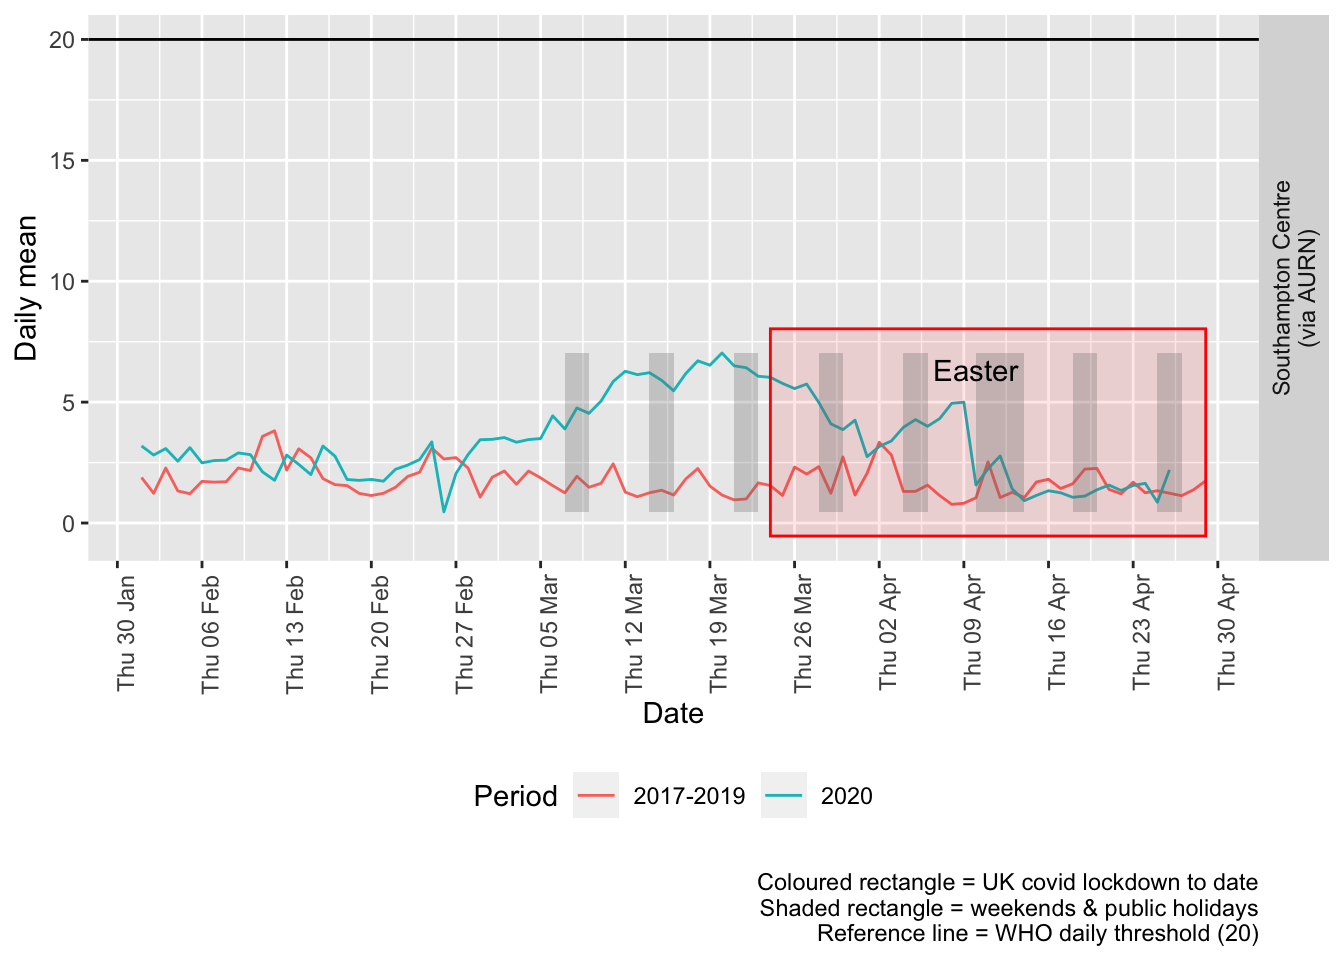 20
15
10
5
0
Daily mean
Easter
Southampton Centre
(via AURN)
Thu 30 Jan
Thu 06 Feb
Thu 13 Feb
Thu 20 Feb
Thu 27 Feb
Thu 05 Mar
Thu 12 Mar
Thu 19 Mar
Thu 26 Mar
Thu 02 Apr
Thu 09 Apr
Thu 16 Apr
Thu 23 Apr
Thu 30 Apr
Date
Period 2017-2019 2020
Coloured rectangle = UK covid lockdown to date
Shaded rectangle = weekends & public holidays
Reference line = WHO daily threshold (20)